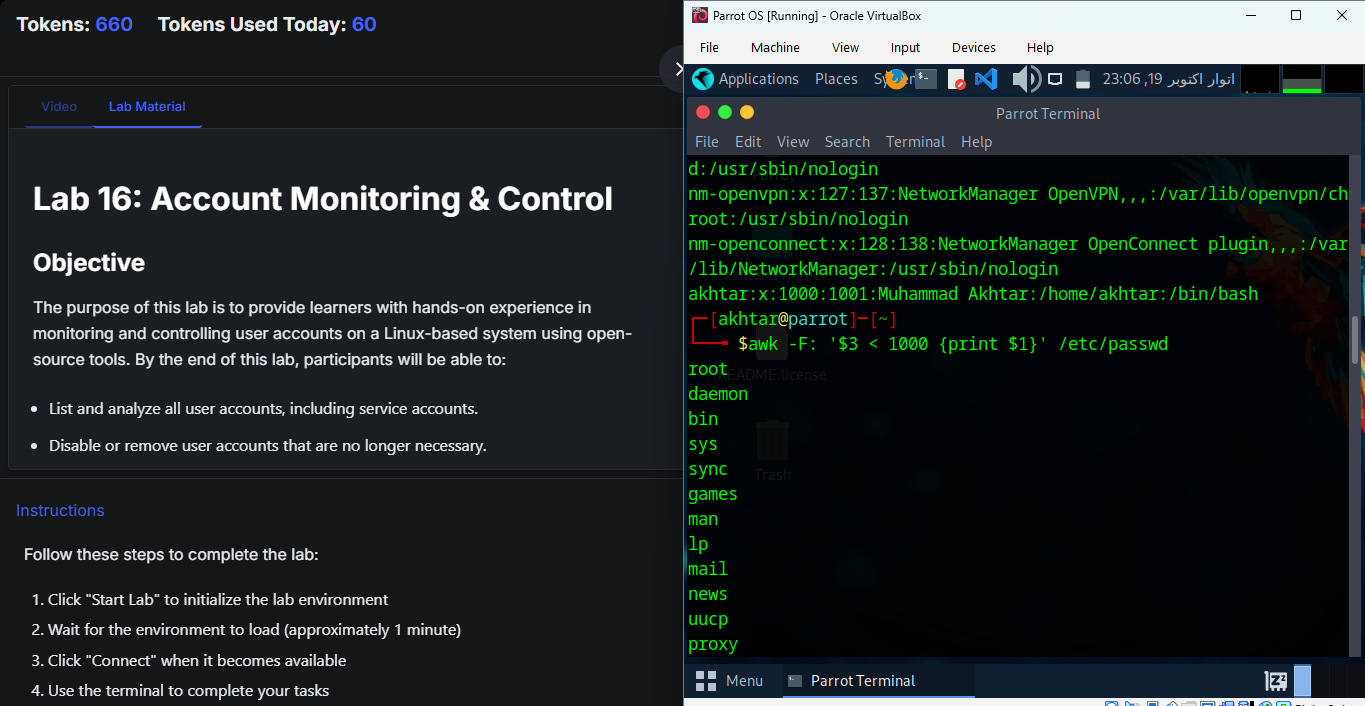 Tokens: 660 Tokens Used Today: 60
Video Lab Material
Lab 16: Account Monitoring & Control
Objective
The purpose of this lab is to provide learners with hands-on experience in
monitoring and controlling user accounts on a Linux-based system using open-
source tools. By the end of this lab, participants will be able to:
• List and analyze all user accounts, including service accounts.
• Disable or remove user accounts that are no longer necessary.
Instructions
Follow these steps to complete the lab:
1. Click "Start Lab" to initialize the lab environment
2. Wait for the environment to load (approximately 1 minute)
3. Click "Connect" when it becomes available
4. Use the terminal to complete your tasks
Parrot OS [Running] - Oracle VirtualBox
File Machine View Input Devices Help
Applications Places
اتوار اکتوبر 19, 23:06
Parrot Terminal
File Edit View Search Terminal Help
d:/usr/sbin/nologin
nm-openvpn:x:127:137:NetworkManager OpenVPN,,,:/var/lib/openvpn/ch
root:/usr/sbin/nologin
nm-openconnect:x:128:138:NetworkManager OpenConnect plugin,,,:/var
/lib/NetworkManager:/usr/sbin/nologin
akhtar:x:1000:1001:Muhammad Akhtar:/home/akhtar:/bin/bash
┌─[akhtar@parrot]─[~]
└──╼ $awk -F: '$3 < 1000 {print $1}' /etc/passwd
root
README.license
daemon
bin
sys
sync
Trash
games
man
lp
mail
news
uucp
proxy
Menu Parrot Terminal